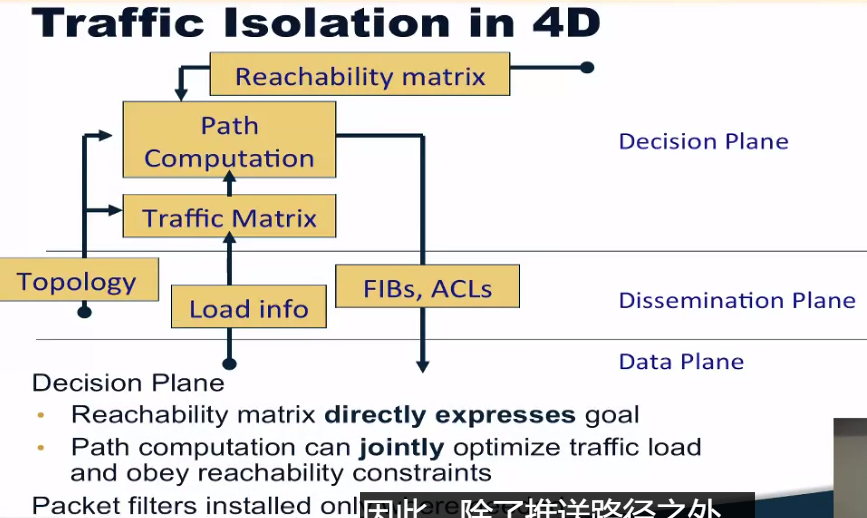 Traffic Isolation in 4D
Reachability matrix
Path
Computation
Decision Plane
Traffic Matrix
Topology
Load info
FIBs, ACLs
Dissemination Plane
Data Plane
Decision Plane
• Reachability matrix directly expresses goal
• Path computation can jointly optimize traffic load
and obey reachability constraints
Packet filters installed only
因此 除了推送路径之外